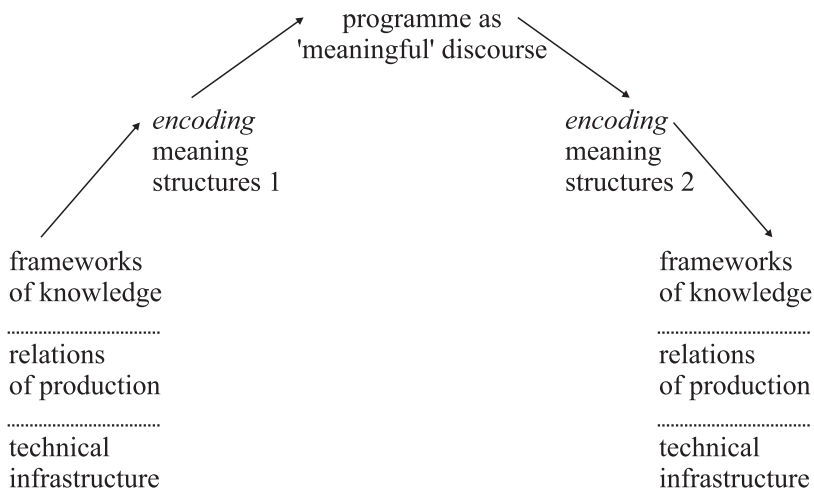 programme as
'meaningful' discourse
encoding
meaning
structures 1
encoding
meaning
structures 2
frameworks
of knowledge
relations
of production
technical
infrastructure
frameworks
of knowledge
relations
of production
technical
infrastructure